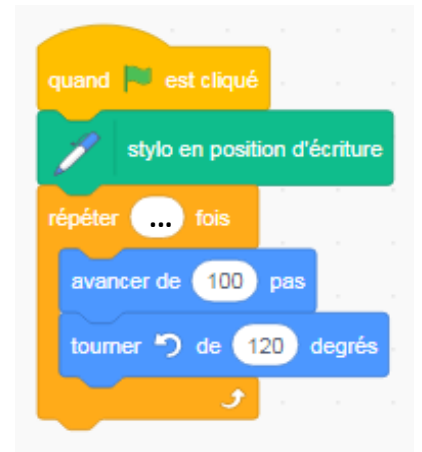 quand est cliqué
stylo en position d'écriture
répéter ... fois
avancer de 100 pas
tourner de 120 degrés